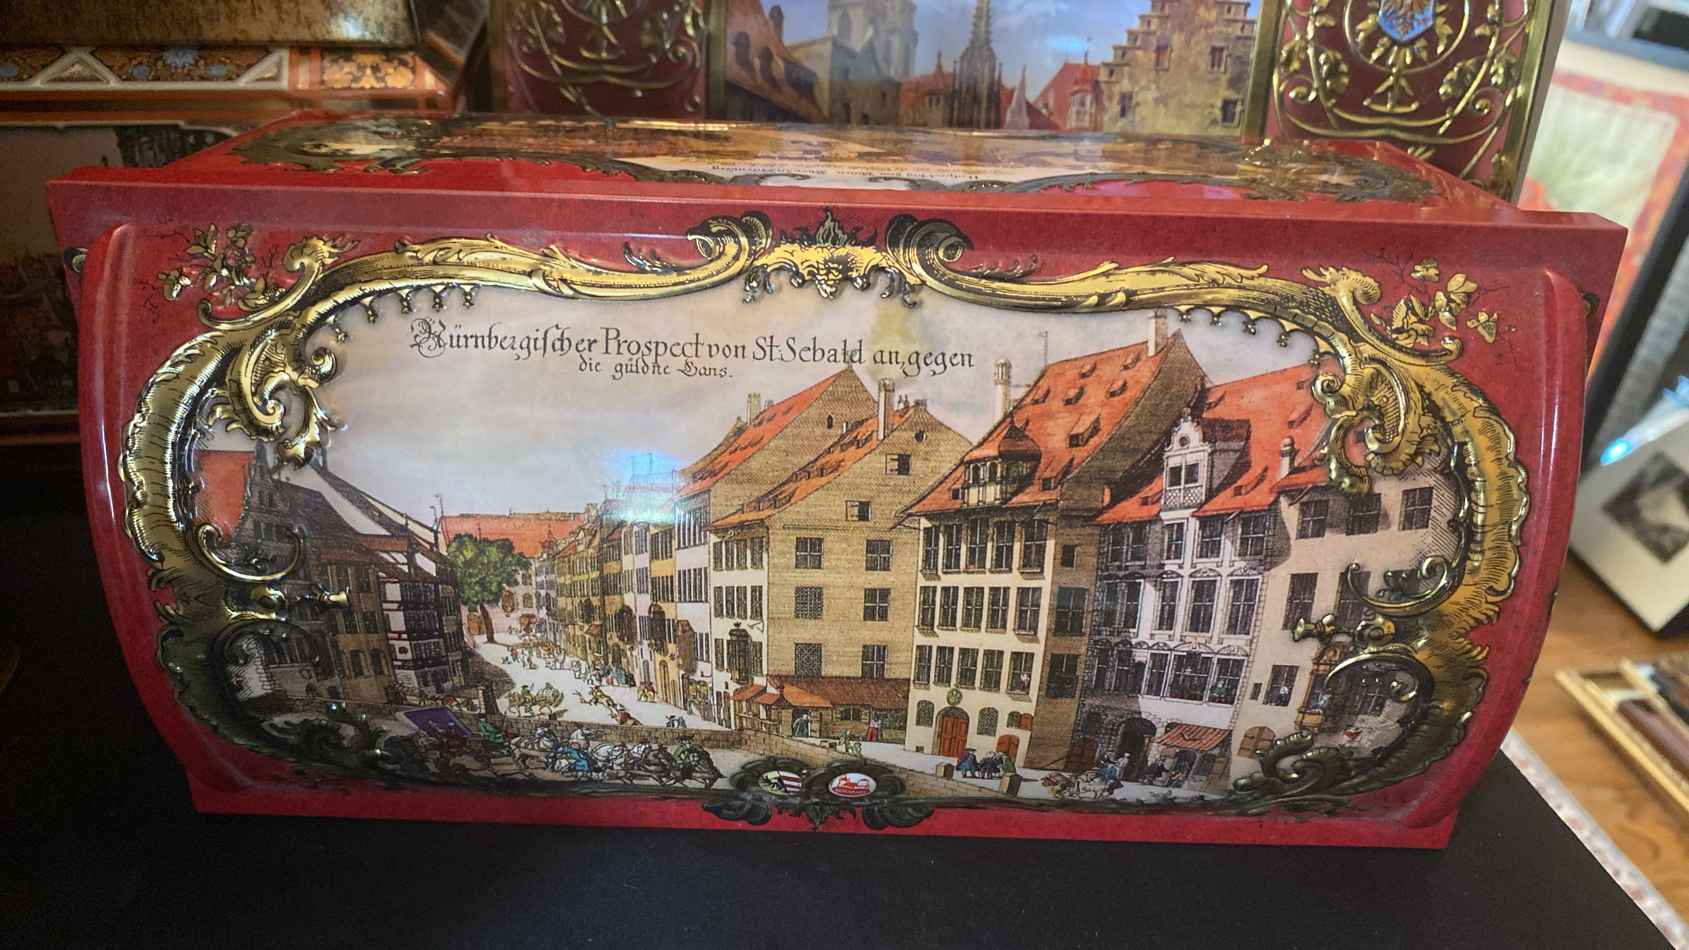 Nürnbergischer Prospect von St. Sebald an, gegen
die güldne Gans.